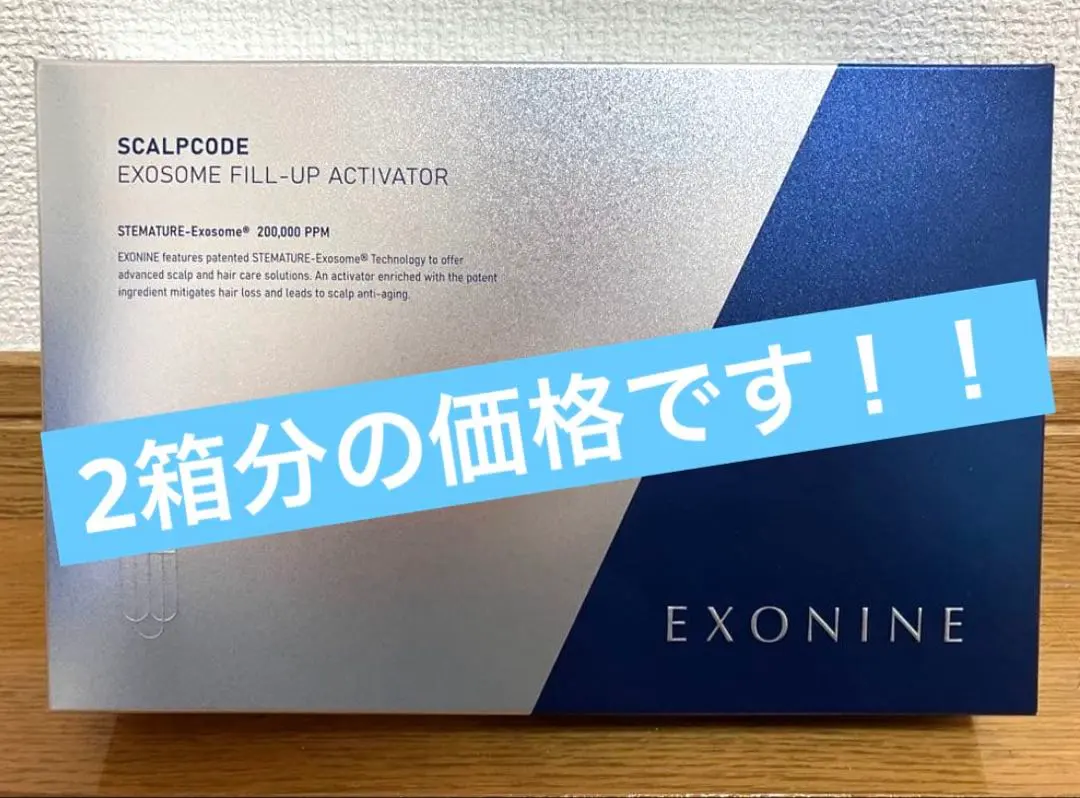 SCALPCODE
EXOSOME FILL-UP ACTIVATOR
STEMATURE-Exosome® 200,000 PPM
EXONINE features patented STEMATURE-Exosome® Technology to offer
advanced scalp and hair care solutions. An activator enriched with the potent
ingredient mitigates hair loss and leads to scalp anti-aging.
2箱分の価格です！！
EXONINE